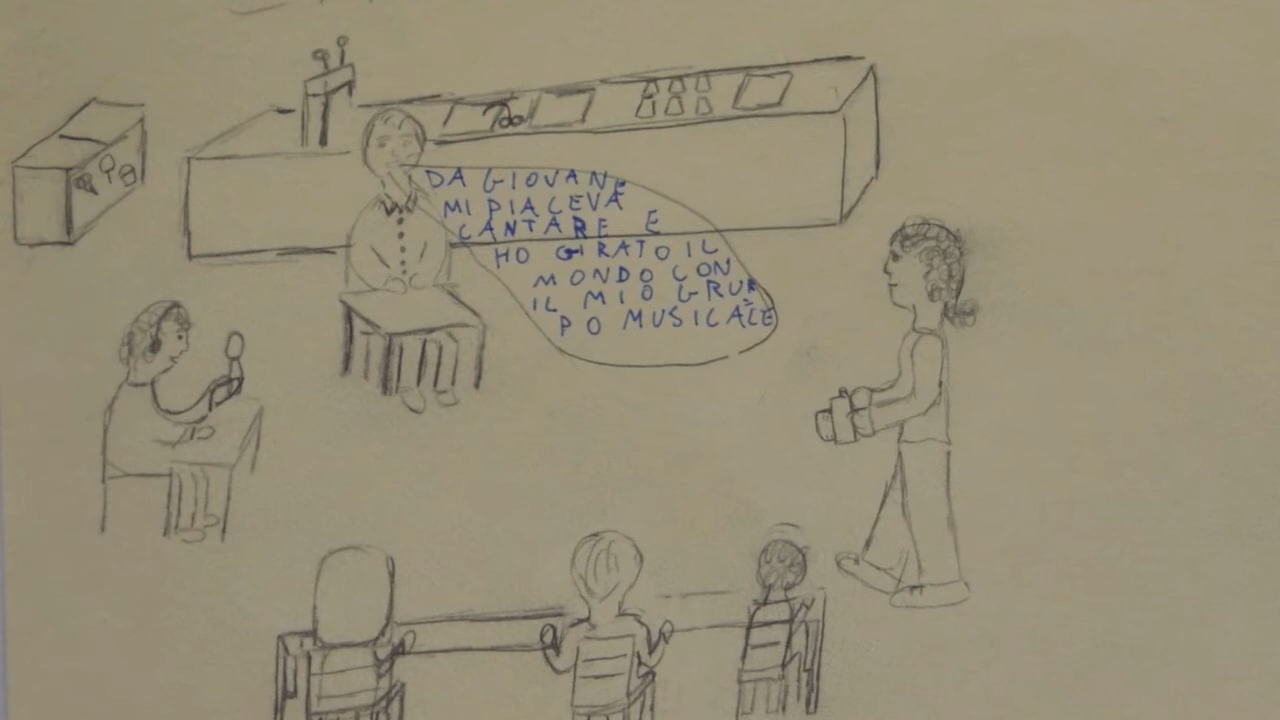 DA GIOVANE
MI PIACEVA
CANTARE E
HO GIRATO IL
MONDO CON
IL MIO GRUP
PO MUSICALE